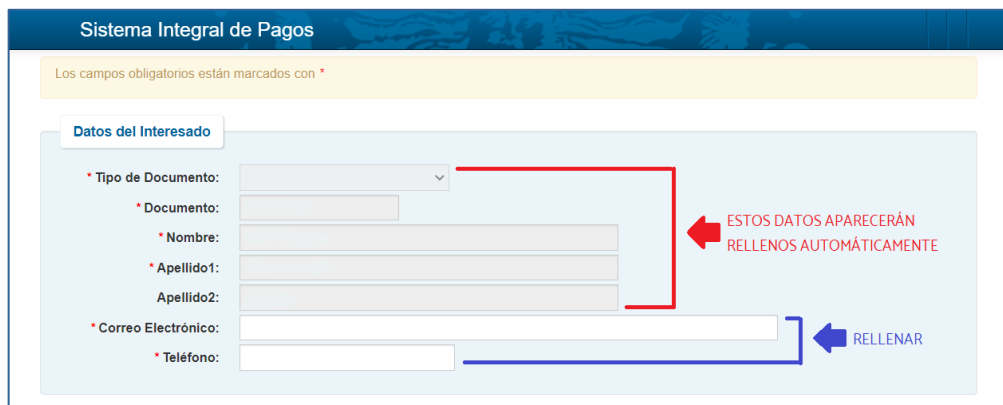 Sistema Integral de Pagos
Los campos obligatorios están marcados con *
Datos del Interesado
* Tipo de Documento:
* Documento:
* Nombre:
* Apellido1:
Apellido2:
* Correo Electrónico:
* Teléfono:
ESTOS DATOS APARECERÁN
RELLENOS AUTOMÁTICAMENTE
RELLENAR